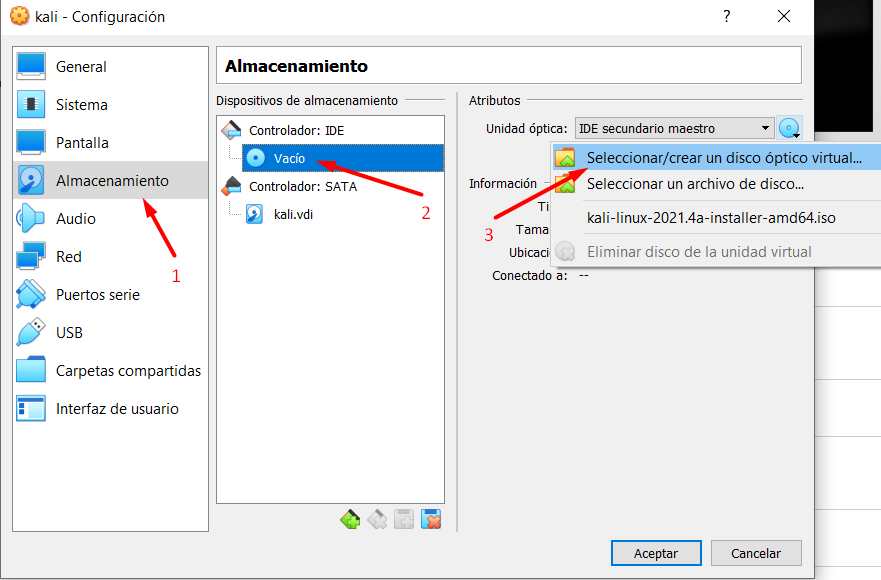 kali - Configuración
?
General
Sistema
Pantalla
Almacenamiento
Audio
Red
Puertos serie
USB
Carpetas compartidas
Interfaz de usuario
1
Almacenamiento
Dispositivos de almacenamiento
Controlador: IDE
Vacío
Controlador: SATA
kali.vdi
2
Atributos
Unidad óptica: IDE secundario maestro
Seleccionar/crear un disco óptico virtual...
Seleccionar un archivo de disco...
kali-linux-2021.4a-installer-amd64.iso
Eliminar disco de la unidad virtual
3
Información
Ti
Tama
Ubicaci
Conectado a: --
Aceptar
Cancelar